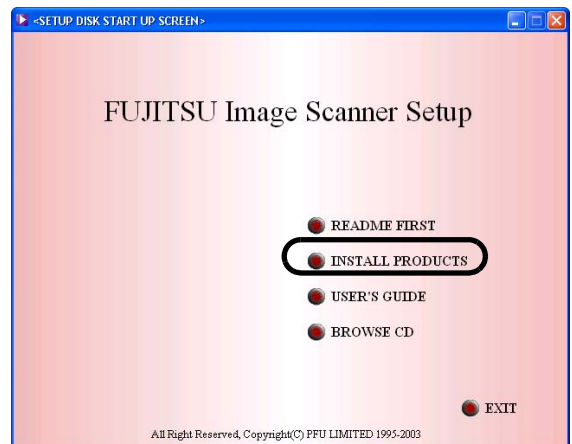 <SETUP DISK START UP SCREEN>
FUJITSU Image Scanner Setup
README FIRST
INSTALL PRODUCTS
USER'S GUIDE
BROWSE CD
EXIT
All Right Reserved, Copyright(C) PFU LIMITED 1995-2003